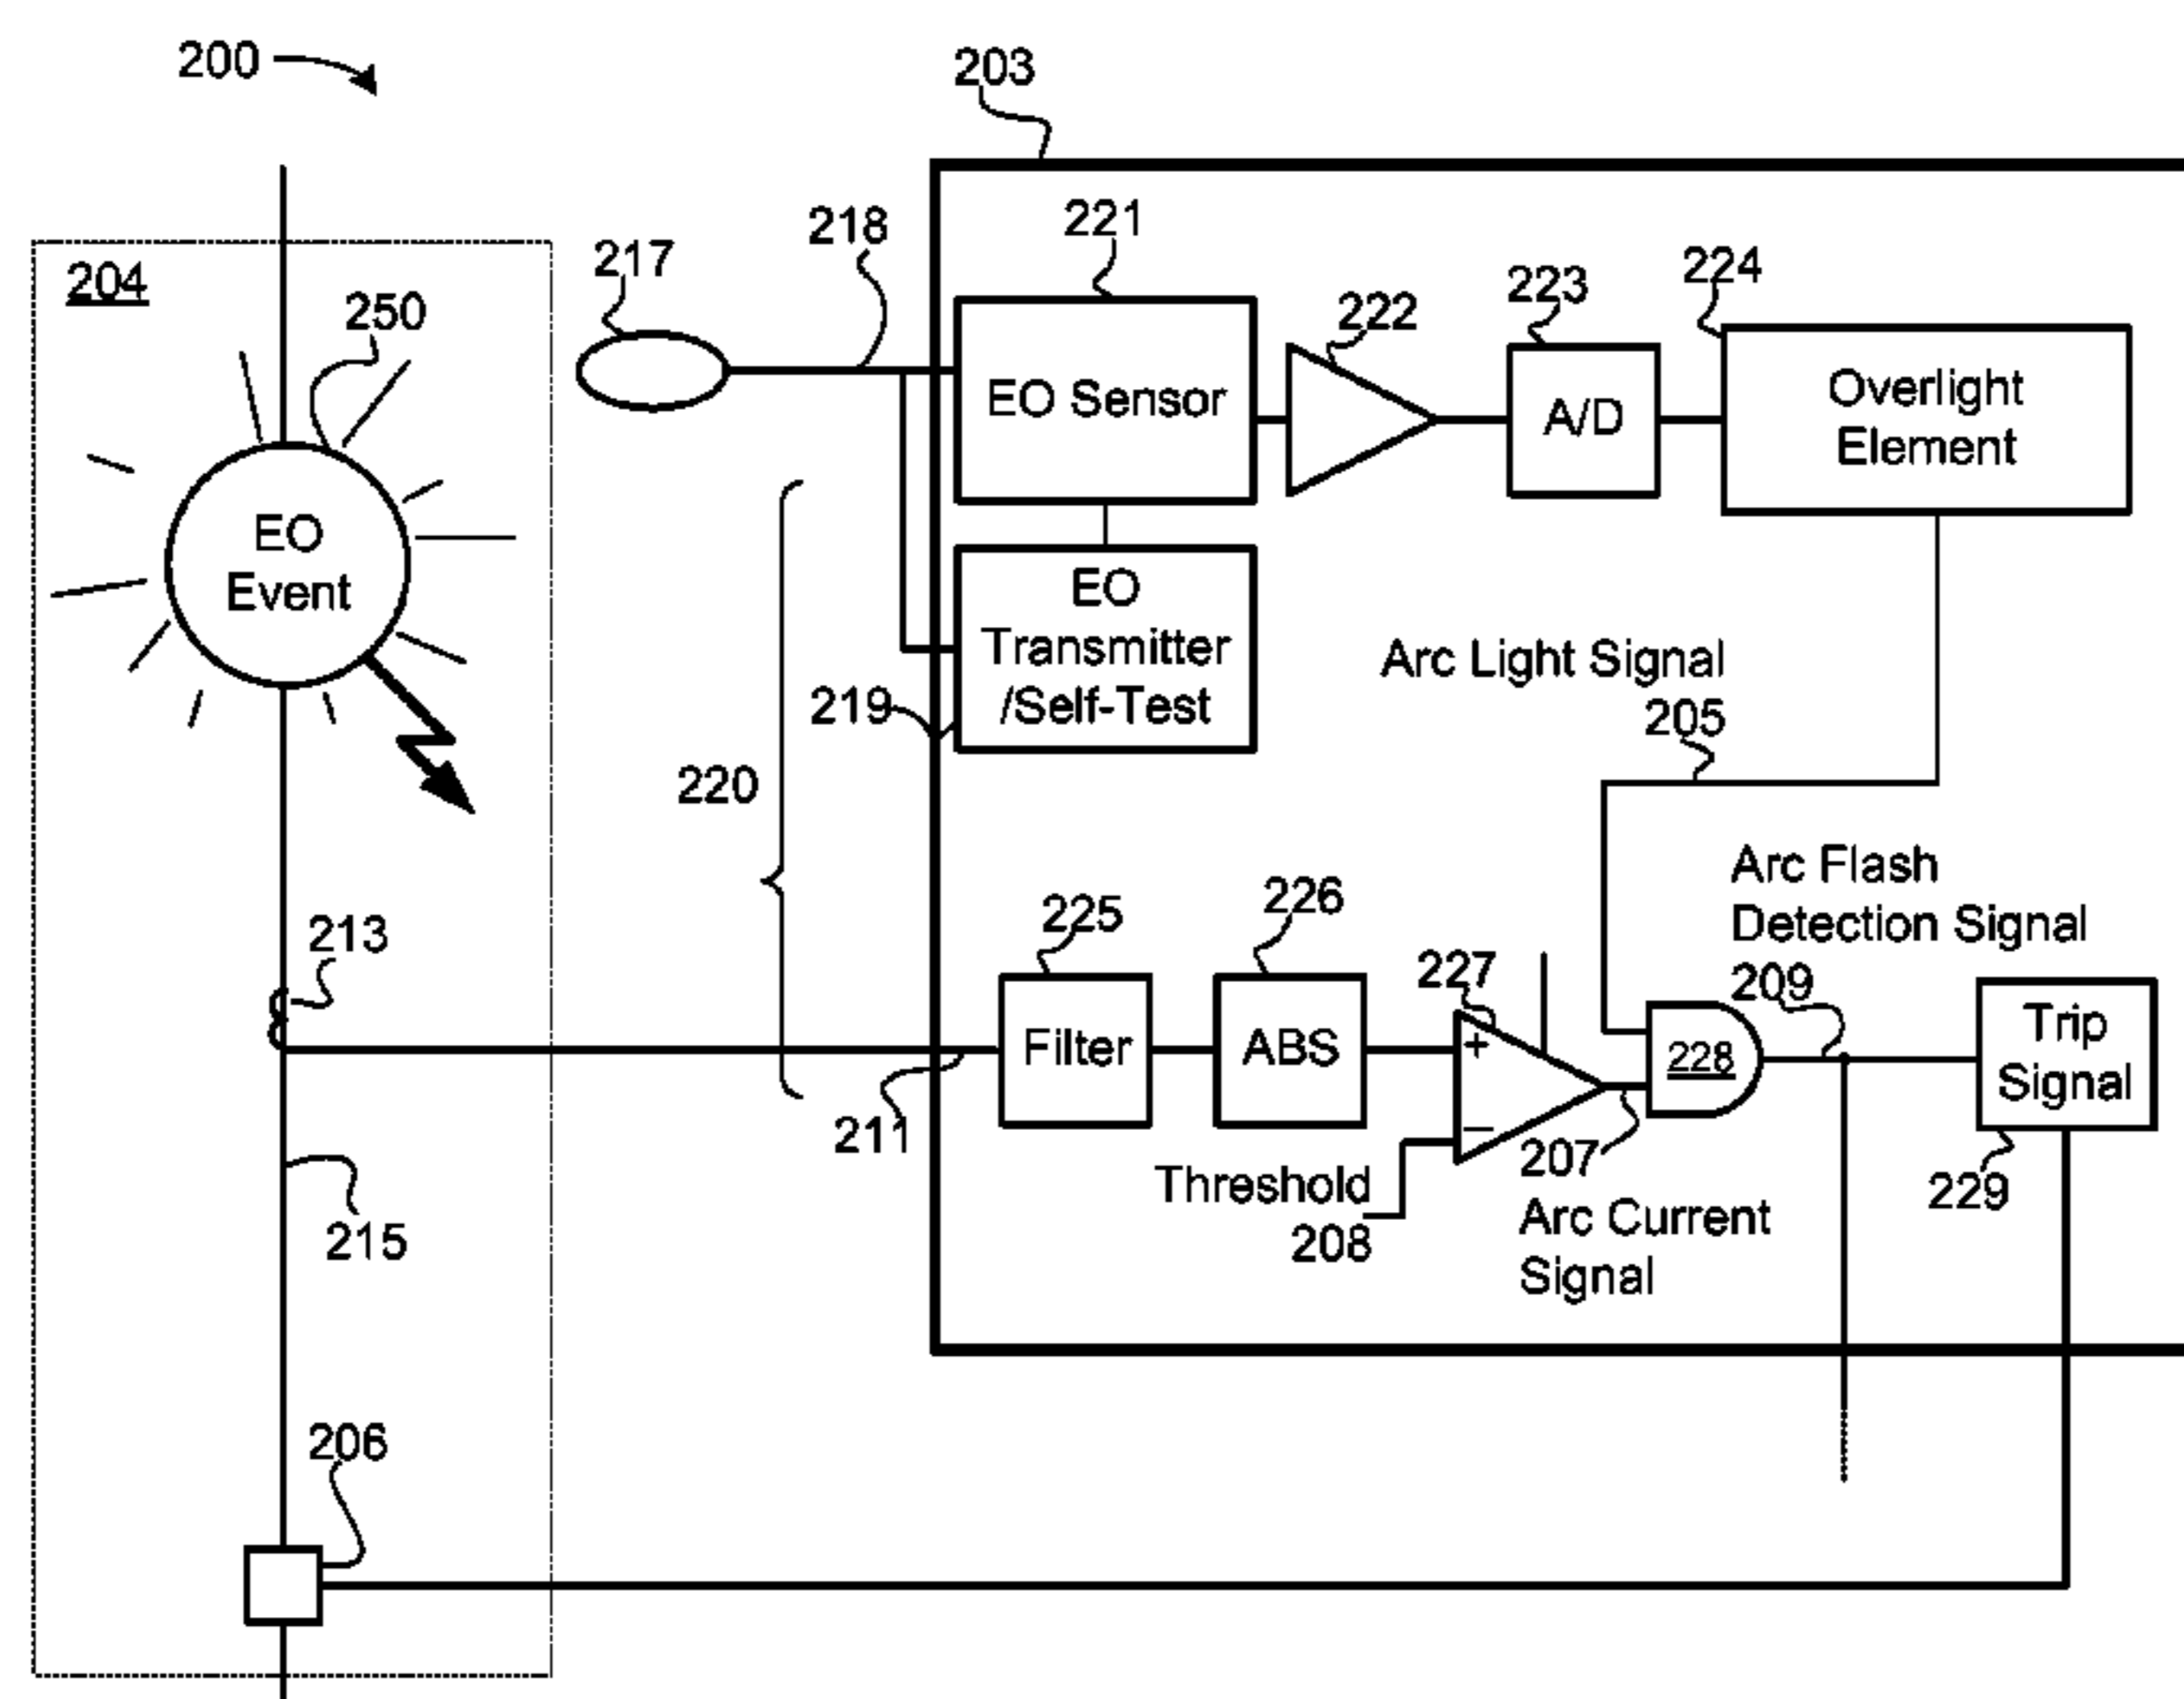 200
203
204
250
217
218
221
222
223
224
EO Sensor
A/D
Overlight
Element
EO
Event
EO
Transmitter
/Self-Test
219
220
Arc Light Signal
205
Arc Flash
Detection Signal
209
213
225
226
227
Filter
ABS
+
−
228
Trip
Signal
211
Threshold
208
207
Arc Current
Signal
229
215
206